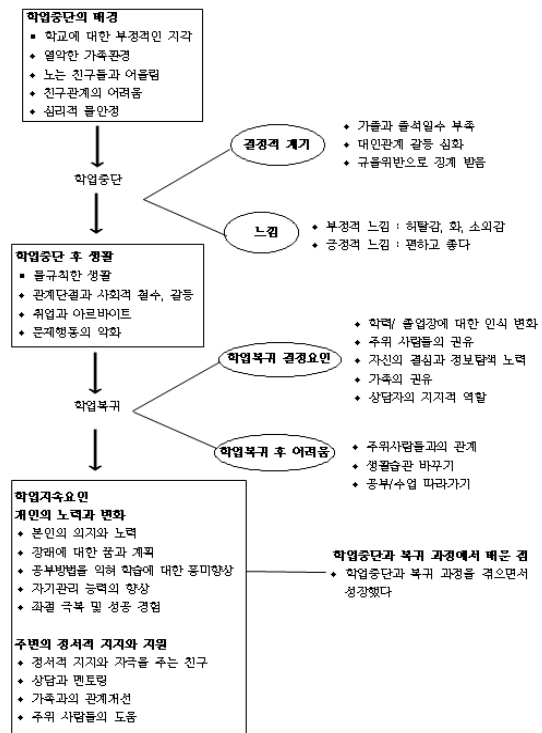 학업중단의 배경
▪ 학교에 대한 부정적인 지각
◆ 열악한 가족환경
◆ 노는 친구들과 어울림
◆ 친구관계의 어려움
◆ 심리적 불안정
결정적 계기
◆ 가출과 출석일수 부족
◆ 대인관계 갈등 심화
◆ 규율위반으로 징계 받음
학업중단
느낌
◆ 부정적 느낌 : 허탈감, 화, 소외감
◆ 긍정적 느낌 : 편하고 좋다
학업중단 후 생활
▪ 불규칙한 생활
◆ 관계단절과 사회적 철수, 갈등
◆ 취업과 아르바이트
◆ 문제행동의 악화
학업복귀 결정요인
◆ 학력/ 졸업장에 대한 인식 변화
◆ 주위 사람들의 권유
◆ 자신의 결심과 정보탐색 노력
◆ 가족의 권유
◆ 상담자의 지지적 역할
학업복귀
학업복귀 후 어려움
◆ 주위사람들과의 관계
◆ 생활습관 바꾸기
◆ 공부/수업 따라가기
학업지속요인
개인의 노력과 변화
◆ 본인의 의지와 노력
◆ 장래에 대한 꿈과 계획
◆ 공부방법을 익혀 학습에 대한 흥미향상
◆ 자기관리 능력의 향상
◆ 좌절 극복 및 성공 경험
주변의 정서적 지지와 지원
◆ 정서적 지지와 자극을 주는 친구
◆ 상담과 멘토링
◆ 가족과의 관계개선
◆ 주위 사람들의 도움
학업중단과 복귀 과정에서 배운 점
◆ 학업중단과 복귀 과정을 겪으면서
성장했다